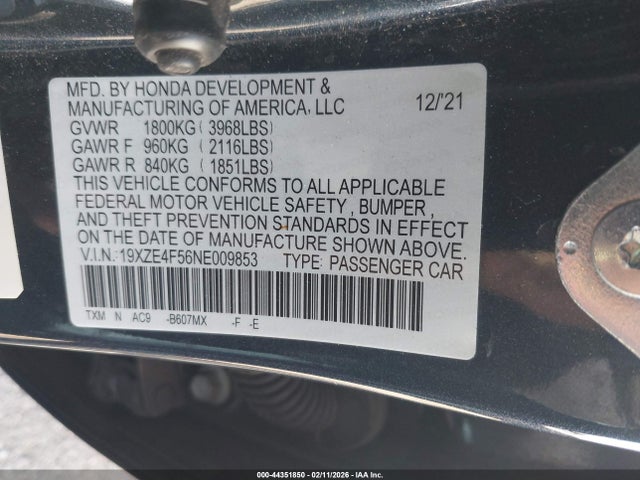 MFD. BY HONDA DEVELOPMENT &
MANUFACTURING OF AMERICA, LLC 12/'21
GVWR 1800KG ( 3968LBS)
GAWR F 960KG ( 2116LBS)
GAWR R 840KG ( 1851LBS)
THIS VEHICLE CONFORMS TO ALL APPLICABLE
FEDERAL MOTOR VEHICLE SAFETY , BUMPER ,
AND THEFT PREVENTION STANDARDS IN EFFECT
ON THE DATE OF MANUFACTURE SHOWN ABOVE.
V.I.N.:19XZE4F56NE009853 TYPE: PASSENGER CAR
TXM N AC9 -B607MX -F -E
000-44351850 - 02/11/2026 - IAA Inc.